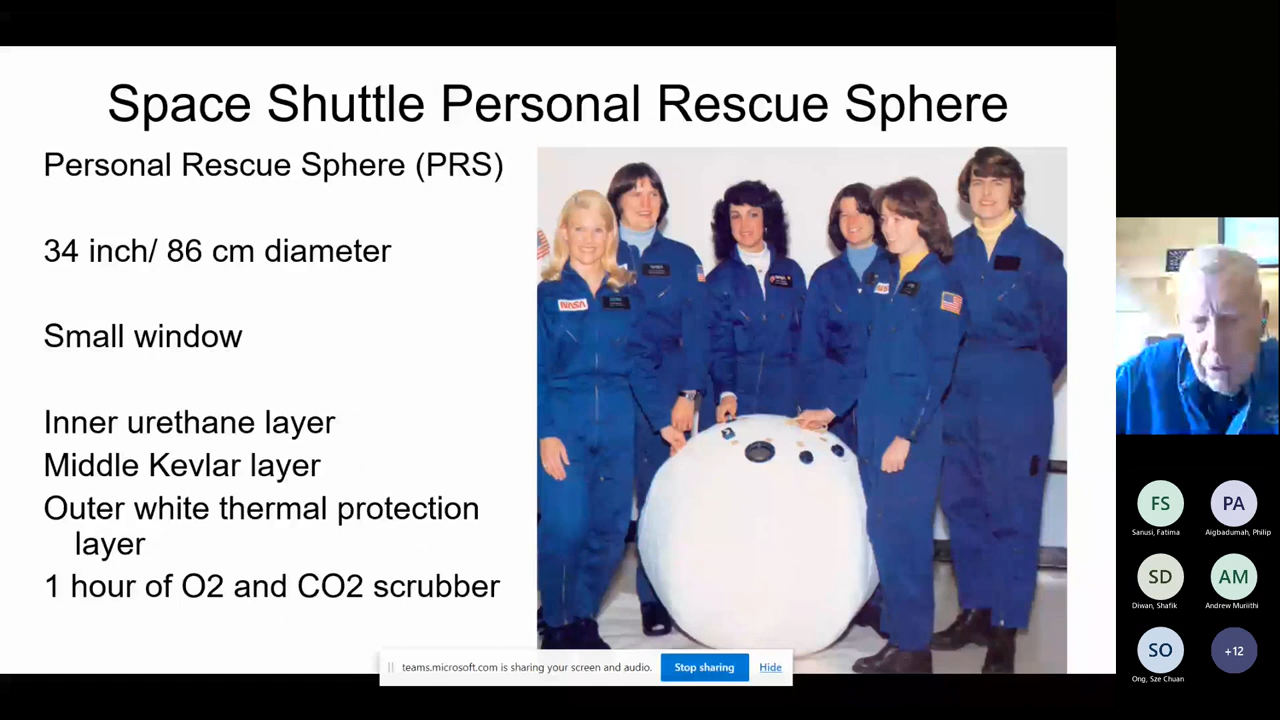 Space Shuttle Personal Rescue Sphere
Personal Rescue Sphere (PRS)
34 inch/ 86 cm diameter
Small window
Inner urethane layer
Middle Kevlar layer
Outer white thermal protection
layer
1 hour of O2 and CO2 scrubber
NASA
teams.microsoft.com is sharing your screen and audio.
Stop sharing
Hide
FS
PA
Sanusi, Fatima
Aigbadumah, Philip
SD
AM
Diwan, Shafik
Andrew Muriithi
SO
+12
Ong, Sze Chuan